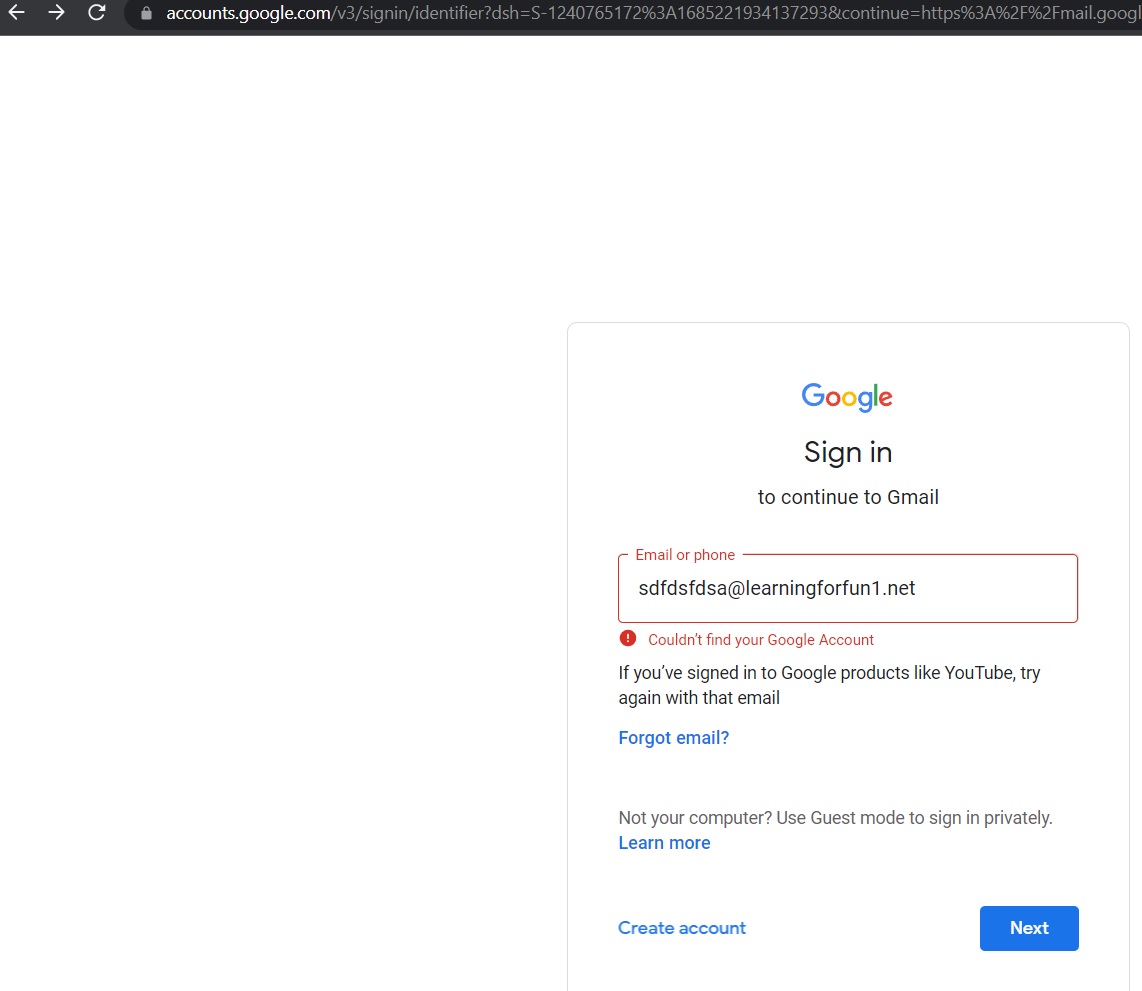 accounts.google.com/v3/signin/identifier?dsh=S-1240765172%3A1685221934137293&continue=https%3A%2F%2Fmail.googl
Google
Sign in
to continue to Gmail
Email or phone
sdfdsfdsa@learningforfun1.net
Couldn’t find your Google Account
If you’ve signed in to Google products like YouTube, try
again with that email
Forgot email?
Not your computer? Use Guest mode to sign in privately.
Learn more
Create account
Next